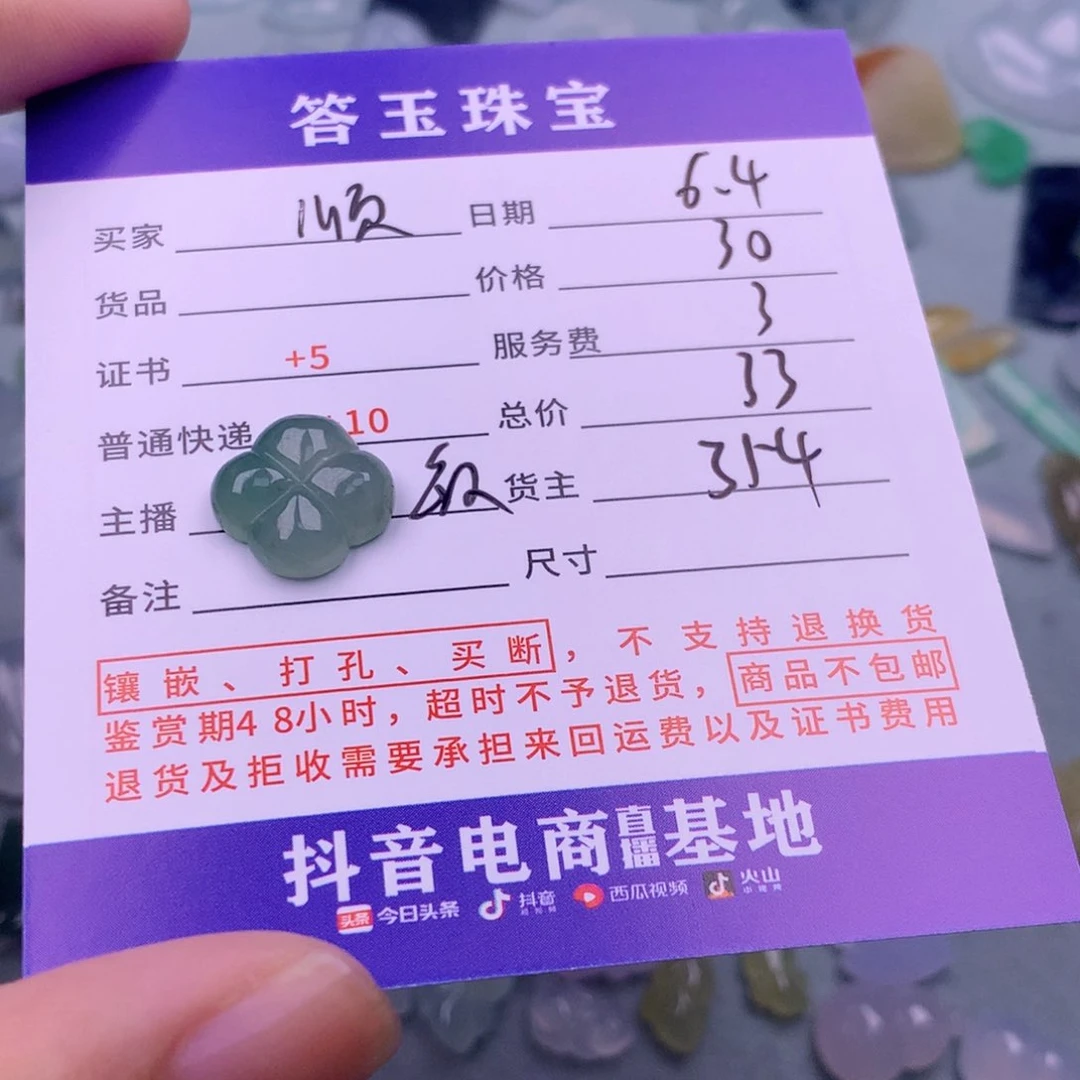 答玉珠宝
买家 顺 日期 6.4
货品 价格 30
证书 +5 服务费 3
普通快递 10 总价 33
主播 货主 354
备注 尺寸
镶嵌、打孔、买断,不支持退换货
鉴赏期48小时,超时不予退货,商品不包邮
退货及拒收需要承担来回运费以及证书费用
抖音电商直播基地
头条 今日头条 抖音 西瓜视频 火山